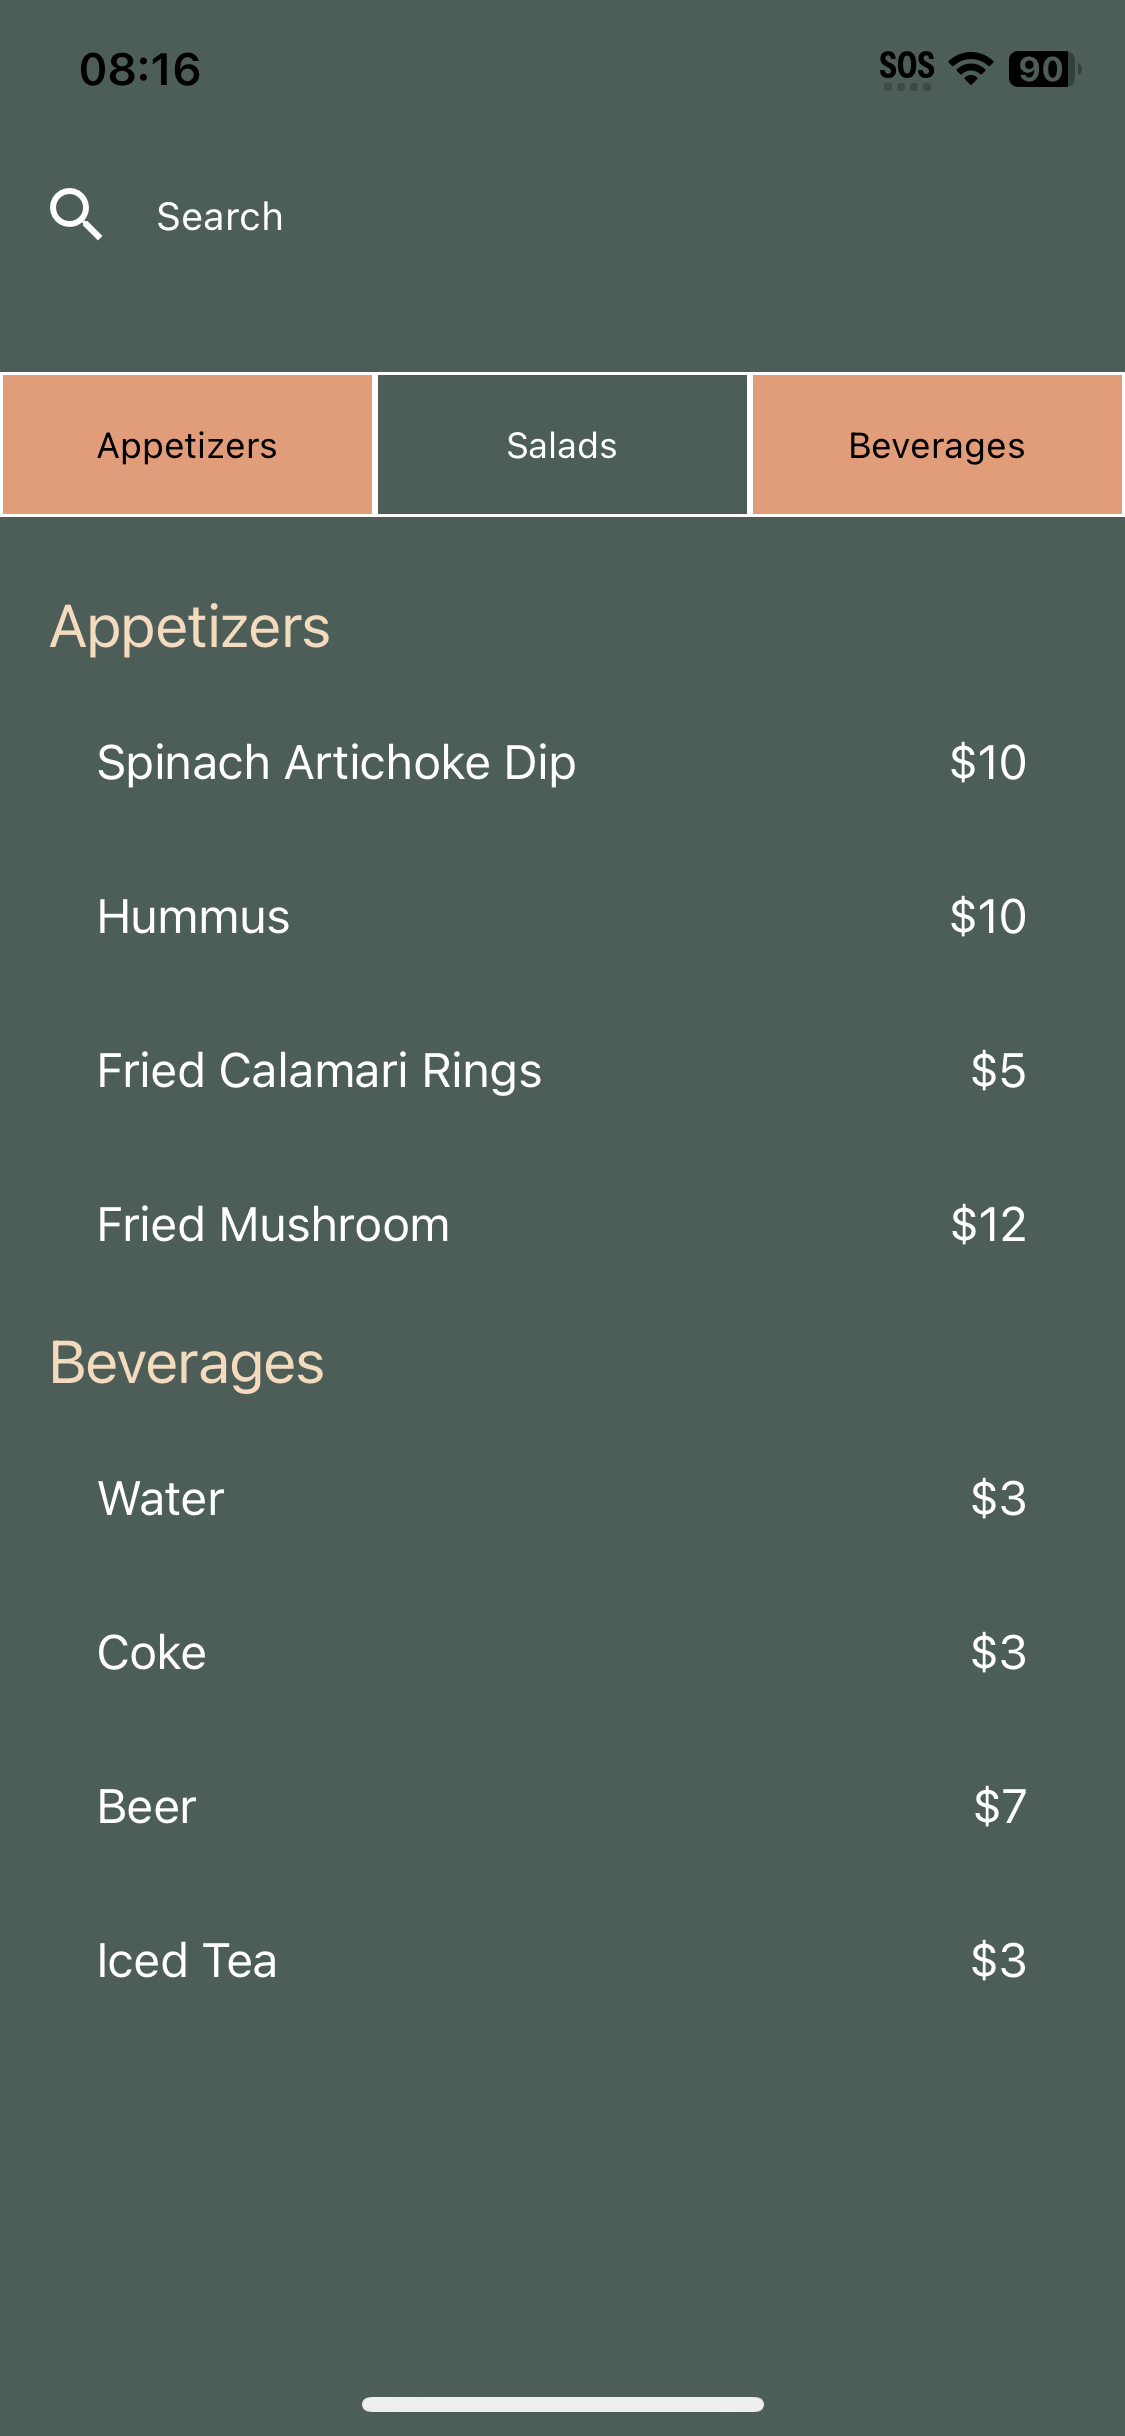 08:16 SOS 90
Search
Appetizers Salads Beverages
Appetizers
Spinach Artichoke Dip $10
Hummus $10
Fried Calamari Rings $5
Fried Mushroom $12
Beverages
Water $3
Coke $3
Beer $7
Iced Tea $3